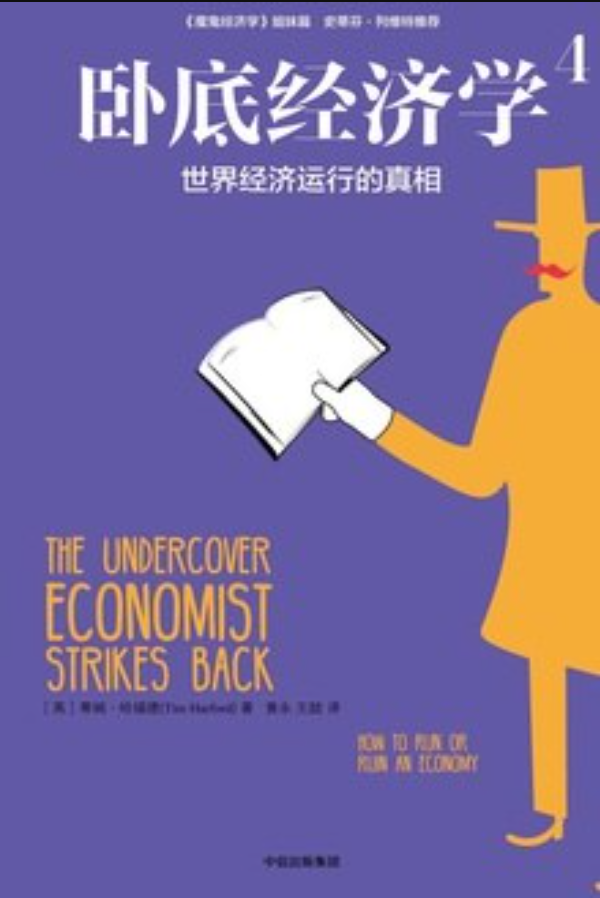 《魔鬼经济学》姐妹篇 史蒂芬·列维特推荐
卧底经济学4
世界经济运行的真相
THE UNDERCOVER
ECONOMIST
STRIKES BACK
[英] 蒂姆·哈福德(Tim Harford) 著 译
HOW TO RUN OR
RUIN AN ECONOMY
中信出版集团